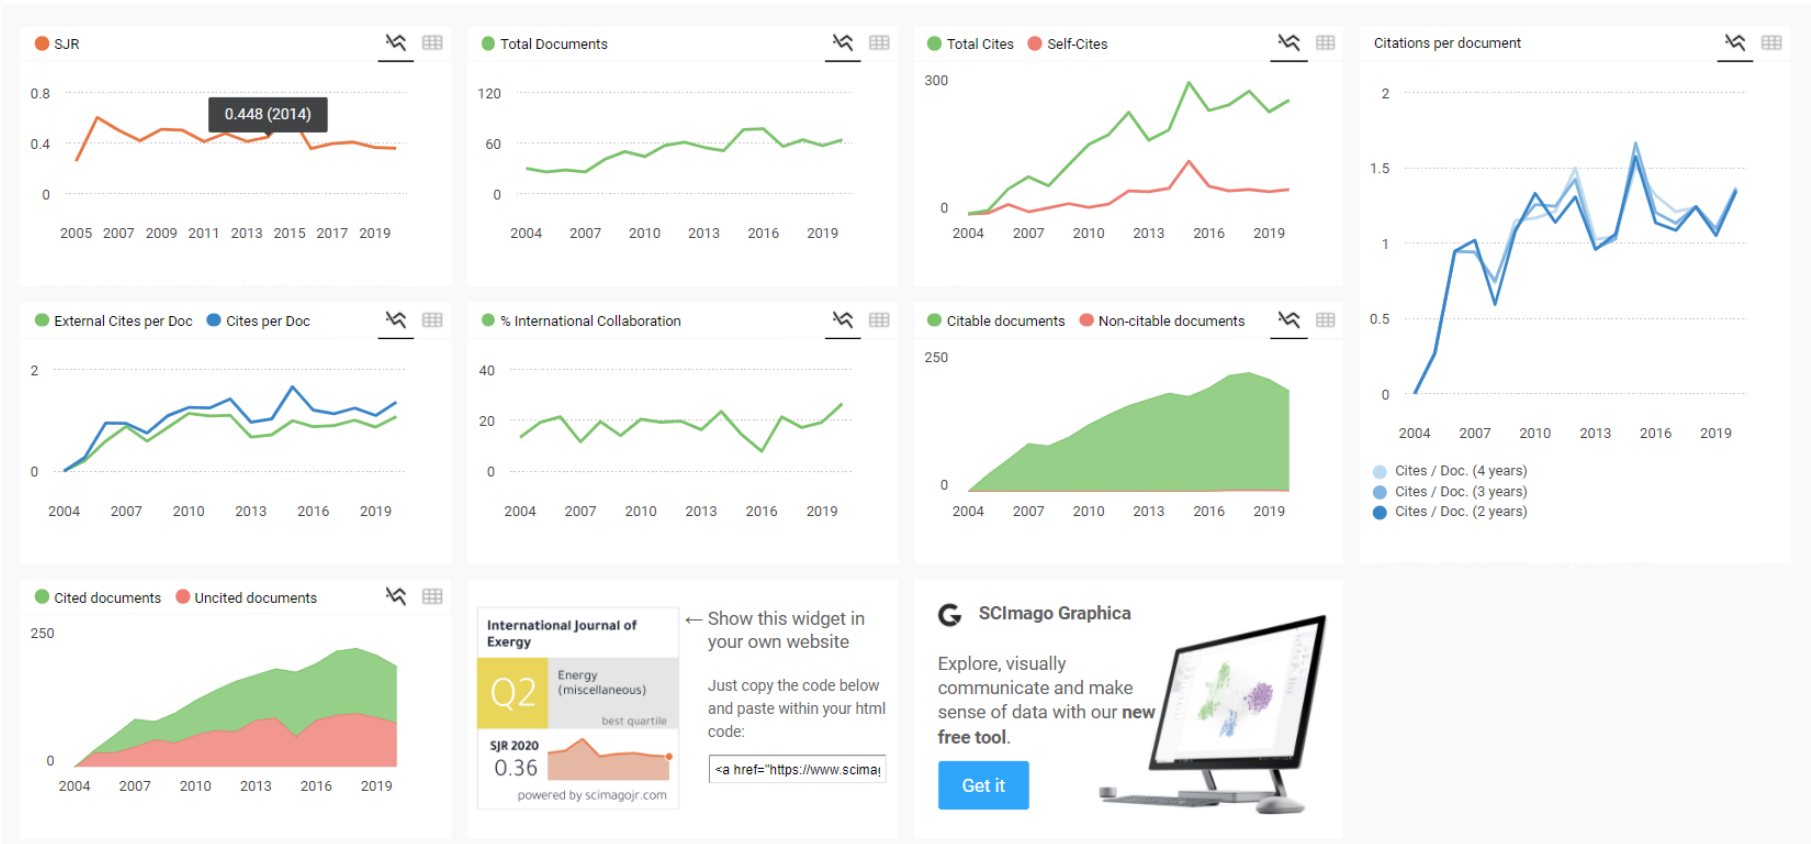 SJR
0.8
0.448 (2014)
0.4
0
2005 2007 2009 2011 2013 2015 2017 2019
Total Documents
120
60
0
2004 2007 2010 2013 2016 2019
Total Cites Self-Cites
300
0
2004 2007 2010 2013 2016 2019
Citations per document
2
1.5
1
0.5
0
2004 2007 2010 2013 2016 2019
Cites / Doc. (4 years)
Cites / Doc. (3 years)
Cites / Doc. (2 years)
External Cites per Doc Cites per Doc
2
0
2004 2007 2010 2013 2016 2019
% International Collaboration
40
20
0
2004 2007 2010 2013 2016 2019
Citable documents Non-citable documents
250
0
2004 2007 2010 2013 2016 2019
Cited documents Uncited documents
250
0
2004 2007 2010 2013 2016 2019
International Journal of
Exergy
Q2
Energy
(miscellaneous)
best quartile
SJR 2020
0.36
powered by scimagojr.com
← Show this widget in
your own website
Just copy the code below
and paste within your html
code:
<a href="https://www.scimag
SCImago Graphica
Explore, visually
communicate and make
sense of data with our new
free tool.
Get it